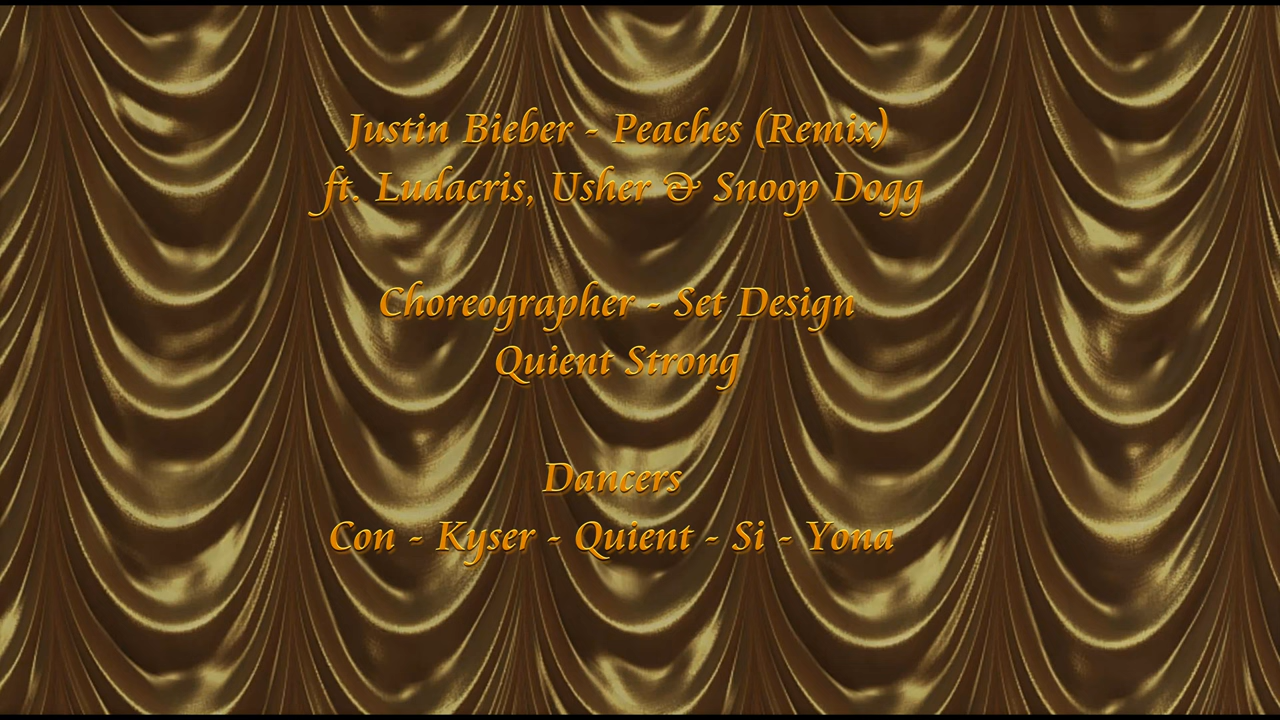 Justin Bieber - Peaches (Remix)
ft. Ludacris, Usher & Snoop Dogg
Choreographer - Set Design
Quient Strong
Dancers
Con - Kyser - Quient - Si - Yona